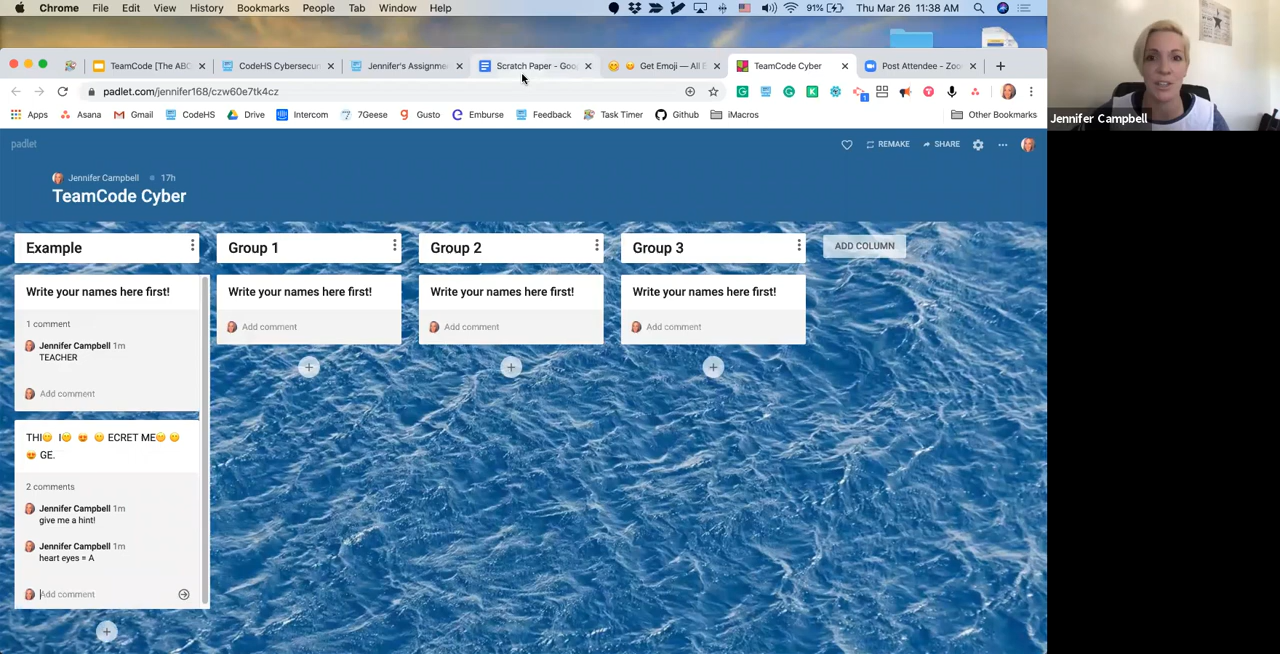 Chrome File Edit View History Bookmarks People Tab Window Help 91% Thu Mar 26 11:38 AM
TeamCode [The ABC CodeHS Cybersecur Jennifer's Assignme Scratch Paper - Goo Get Emoji — All E TeamCode Cyber Post Attendee - Zoo
padlet.com/jennifer168/czw60e7tk4cz
Apps Asana Gmail CodeHS Drive Intercom 7Geese Gusto Emburse Feedback Task Timer Github iMacros Other Bookmarks
Jennifer Campbell
padlet REMAKE SHARE
Jennifer Campbell 17h
TeamCode Cyber
Example Group 1 Group 2 Group 3 ADD COLUMN
Write your names here first! Write your names here first! Write your names here first! Write your names here first!
1 comment Add comment Add comment Add comment
Jennifer Campbell 1m
TEACHER
Add comment
THI😊 I😊 😍 😊 ECRET ME😊 😊
😍 GE.
2 comments
Jennifer Campbell 1m
give me a hint!
Jennifer Campbell 1m
heart eyes = A
Add comment